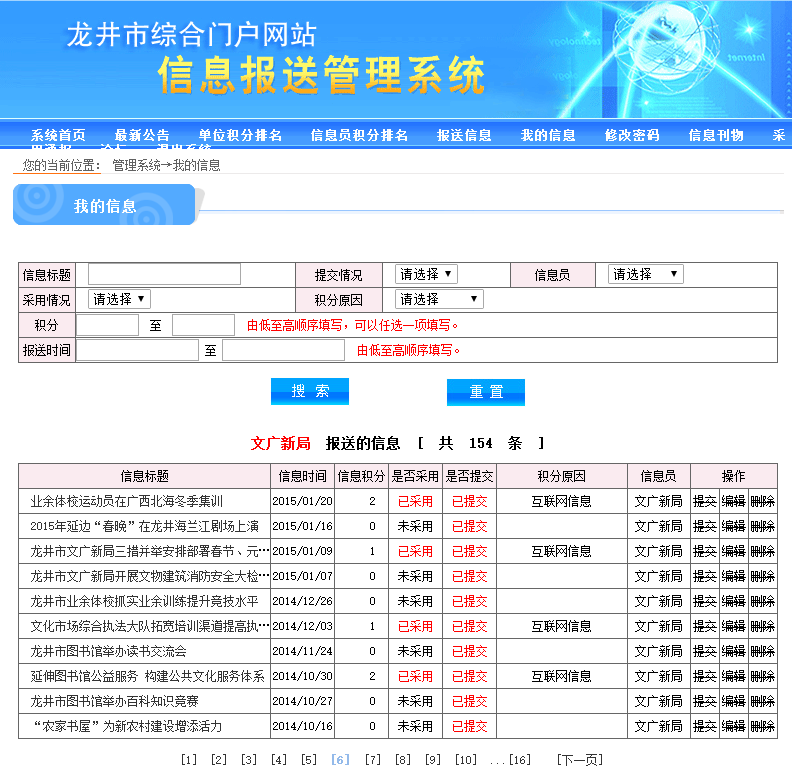 龙井市综合门户网站
信息报送管理系统
系统首页 最新公告 单位积分排名 信息员积分排名 报送信息 我的信息 修改密码 信息刊物 采
您的当前位置： 管理系统→我的信息
我的信息
信息标题 提交情况 请选择 信息员 请选择
采用情况 请选择 积分原因 请选择
积分 至 由低至高顺序填写，可以任选一项填写。
报送时间 至 由低至高顺序填写。
搜 索 重 置
文广新局 报送的信息 [ 共 154 条 ]
信息标题 信息时间 信息积分 是否采用 是否提交 积分原因 信息员 操作
业余体校运动员在广西北海冬季集训 2015/01/20 2 已采用 已提交 互联网信息 文广新局 提交 编辑 删除
2015年延边“春晚”在龙井海兰江剧场上演 2015/01/16 0 未采用 已提交 文广新局 提交 编辑 删除
龙井市文广新局三措并举安排部署春节、元… 2015/01/09 1 已采用 已提交 互联网信息 文广新局 提交 编辑 删除
龙井市文广新局开展文物建筑消防安全大检… 2015/01/07 0 未采用 已提交 文广新局 提交 编辑 删除
龙井市业余体校抓实业余训练提升竞技水平 2014/12/26 0 未采用 已提交 文广新局 提交 编辑 删除
文化市场综合执法大队拓宽培训渠道提高执… 2014/12/03 1 已采用 已提交 互联网信息 文广新局 提交 编辑 删除
龙井市图书馆举办读书交流会 2014/11/24 0 未采用 已提交 文广新局 提交 编辑 删除
延伸图书馆公益服务 构建公共文化服务体系 2014/10/30 2 已采用 已提交 互联网信息 文广新局 提交 编辑 删除
龙井市图书馆举办百科知识竞赛 2014/10/27 0 未采用 已提交 文广新局 提交 编辑 删除
“农家书屋”为新农村建设增添活力 2014/10/16 0 未采用 已提交 文广新局 提交 编辑 删除
[1] [2] [3] [4] [5] [6] [7] [8] [9] [10] ...[16] [下一页]